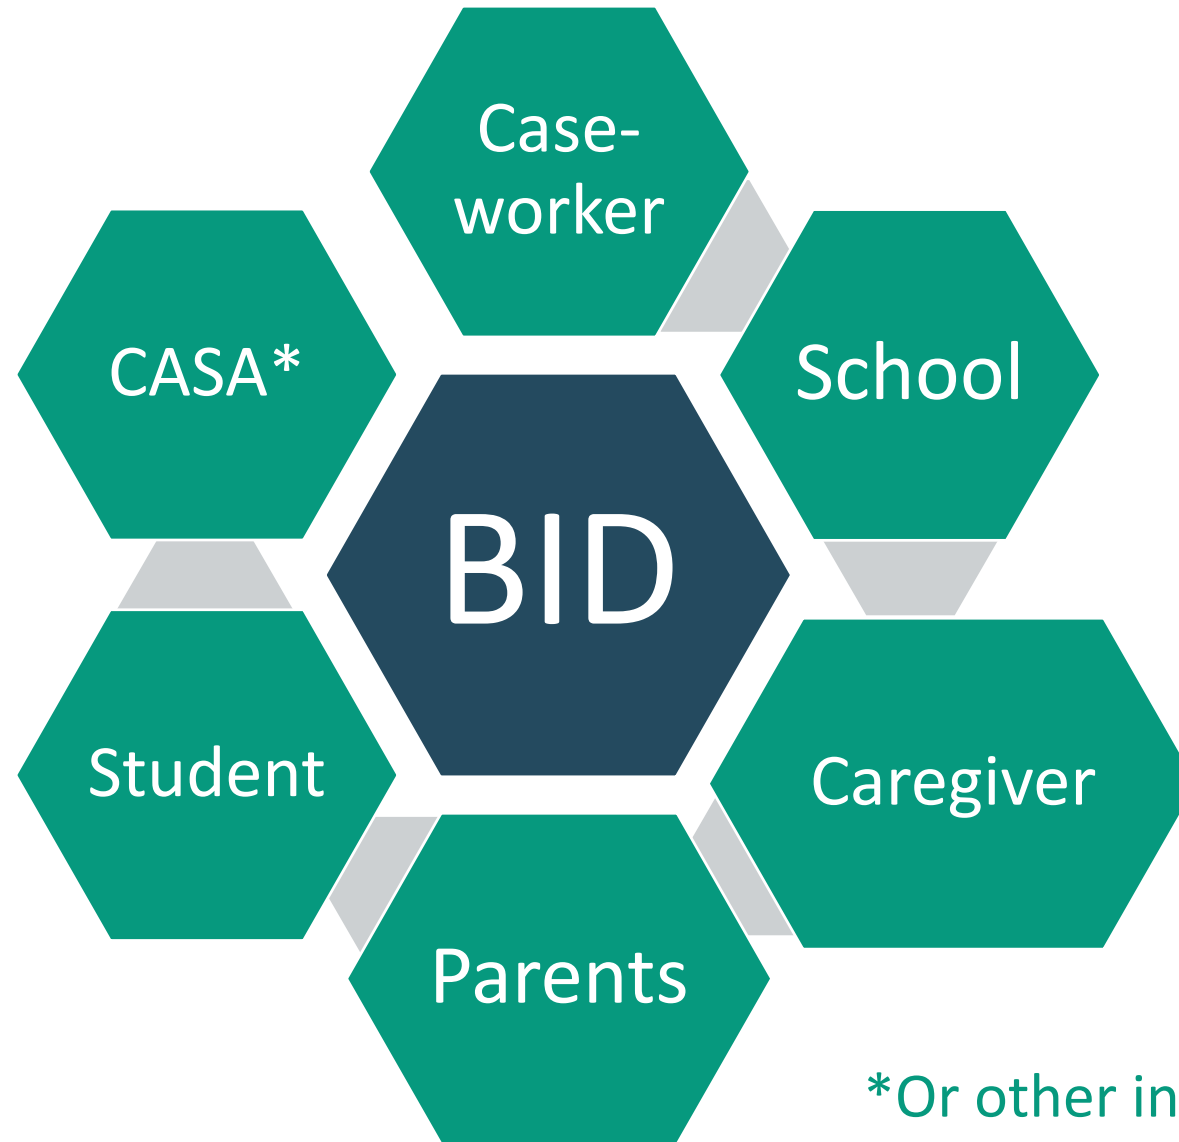 Case-
worker
CASA*
School
BID
Student
Caregiver
Parents
*Or other in